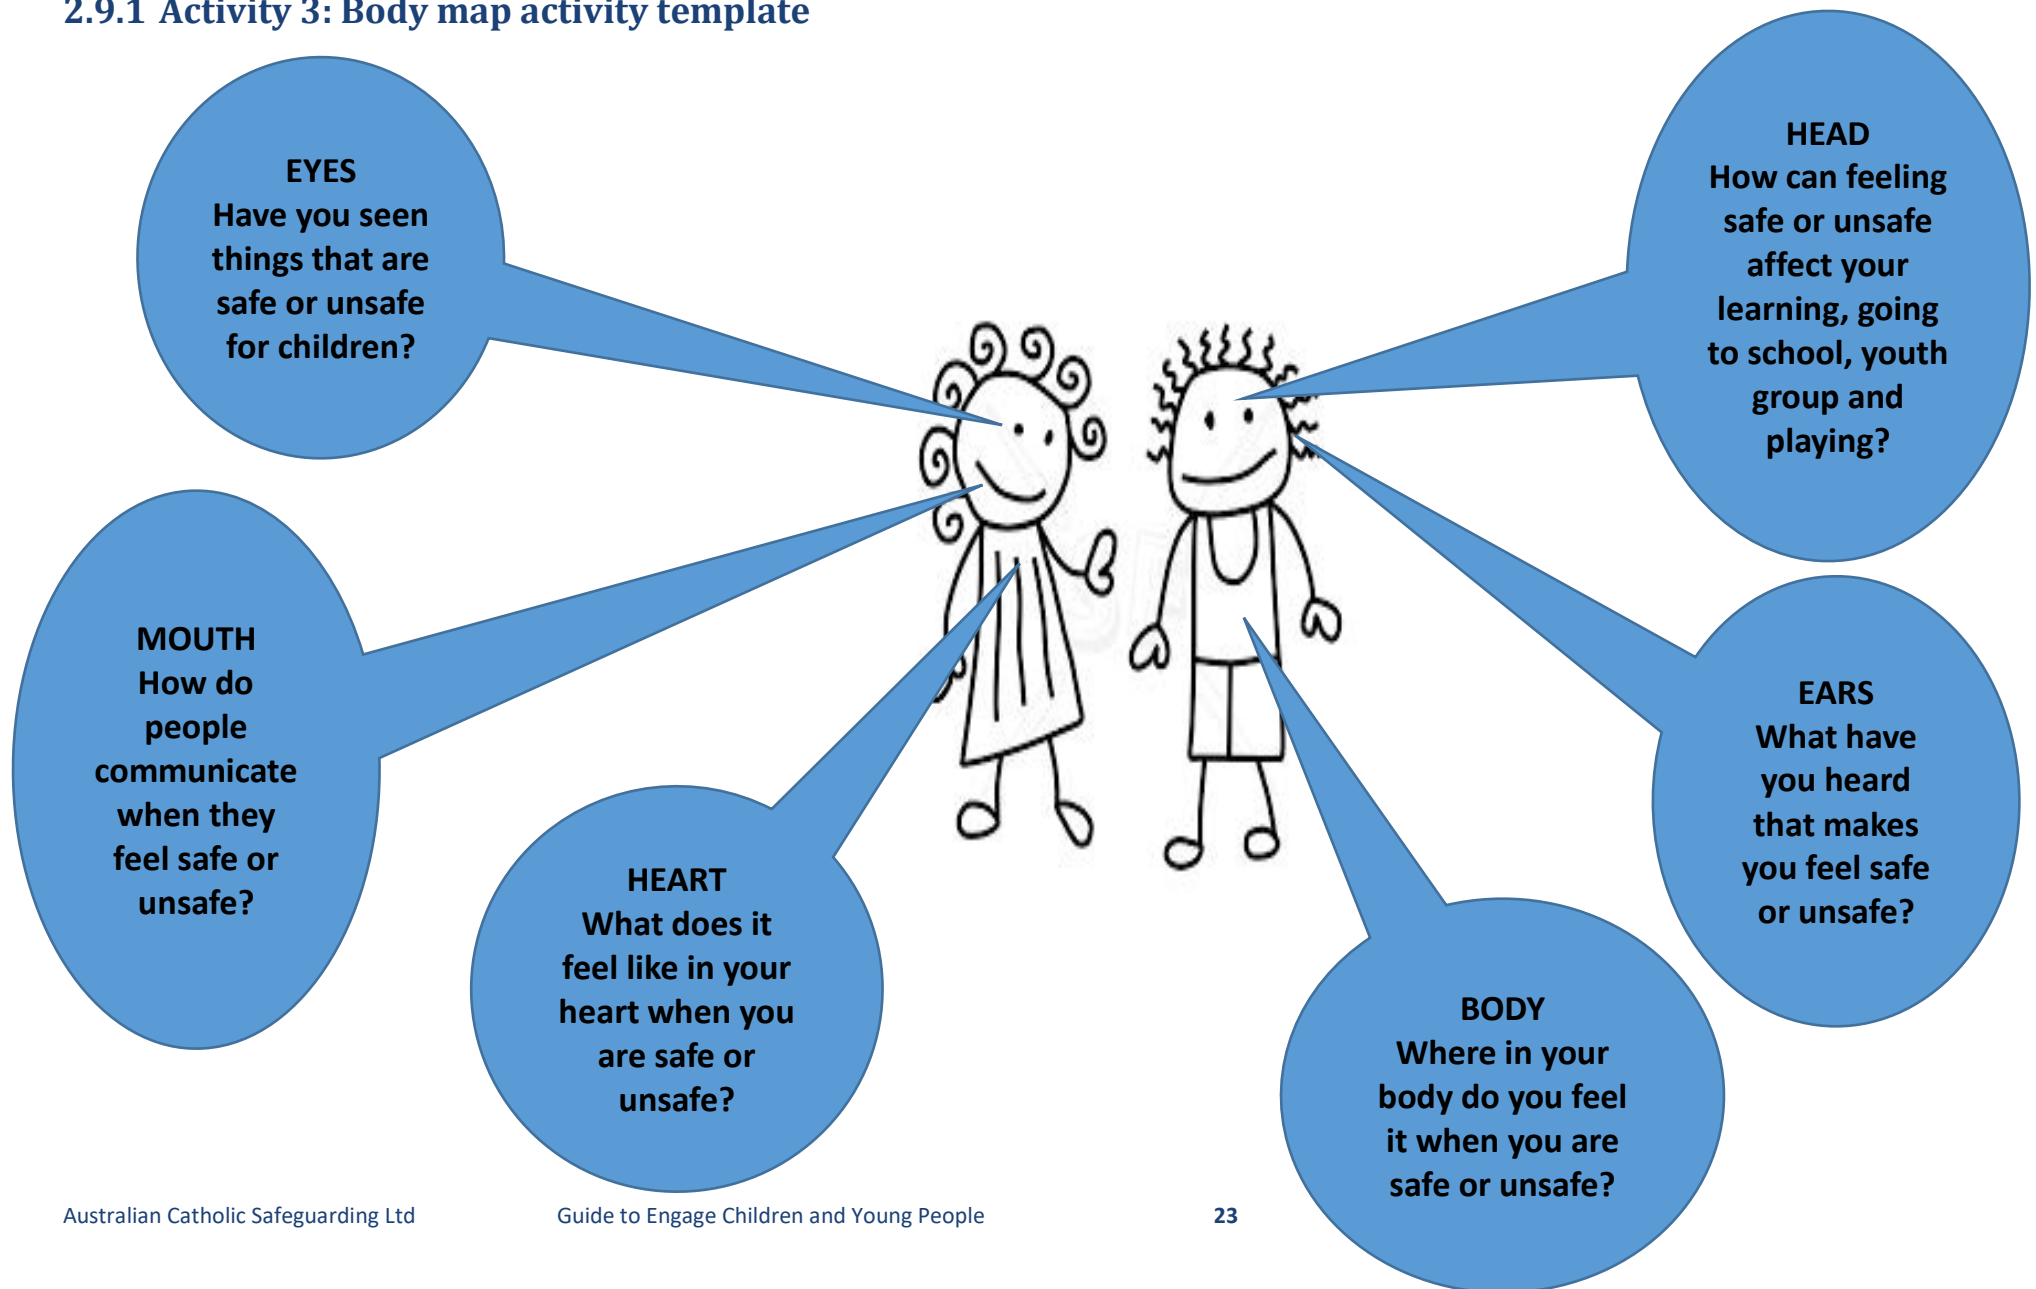 2.9.1 Activity 3: Body map activity template
EYES
Have you seen
things that are
safe or unsafe
for children?
HEAD
How can feeling
safe or unsafe
affect your
learning, going
to school, youth
group and
playing?
MOUTH
How do
people
communicate
when they
feel safe or
unsafe?
HEART
What does it
feel like in your
heart when you
are safe or
unsafe?
EARS
What have
you heard
that makes
you feel safe
or unsafe?
BODY
Where in your
body do you feel
it when you are
safe or unsafe?
Australian Catholic Safeguarding Ltd Guide to Engage Children and Young People 23